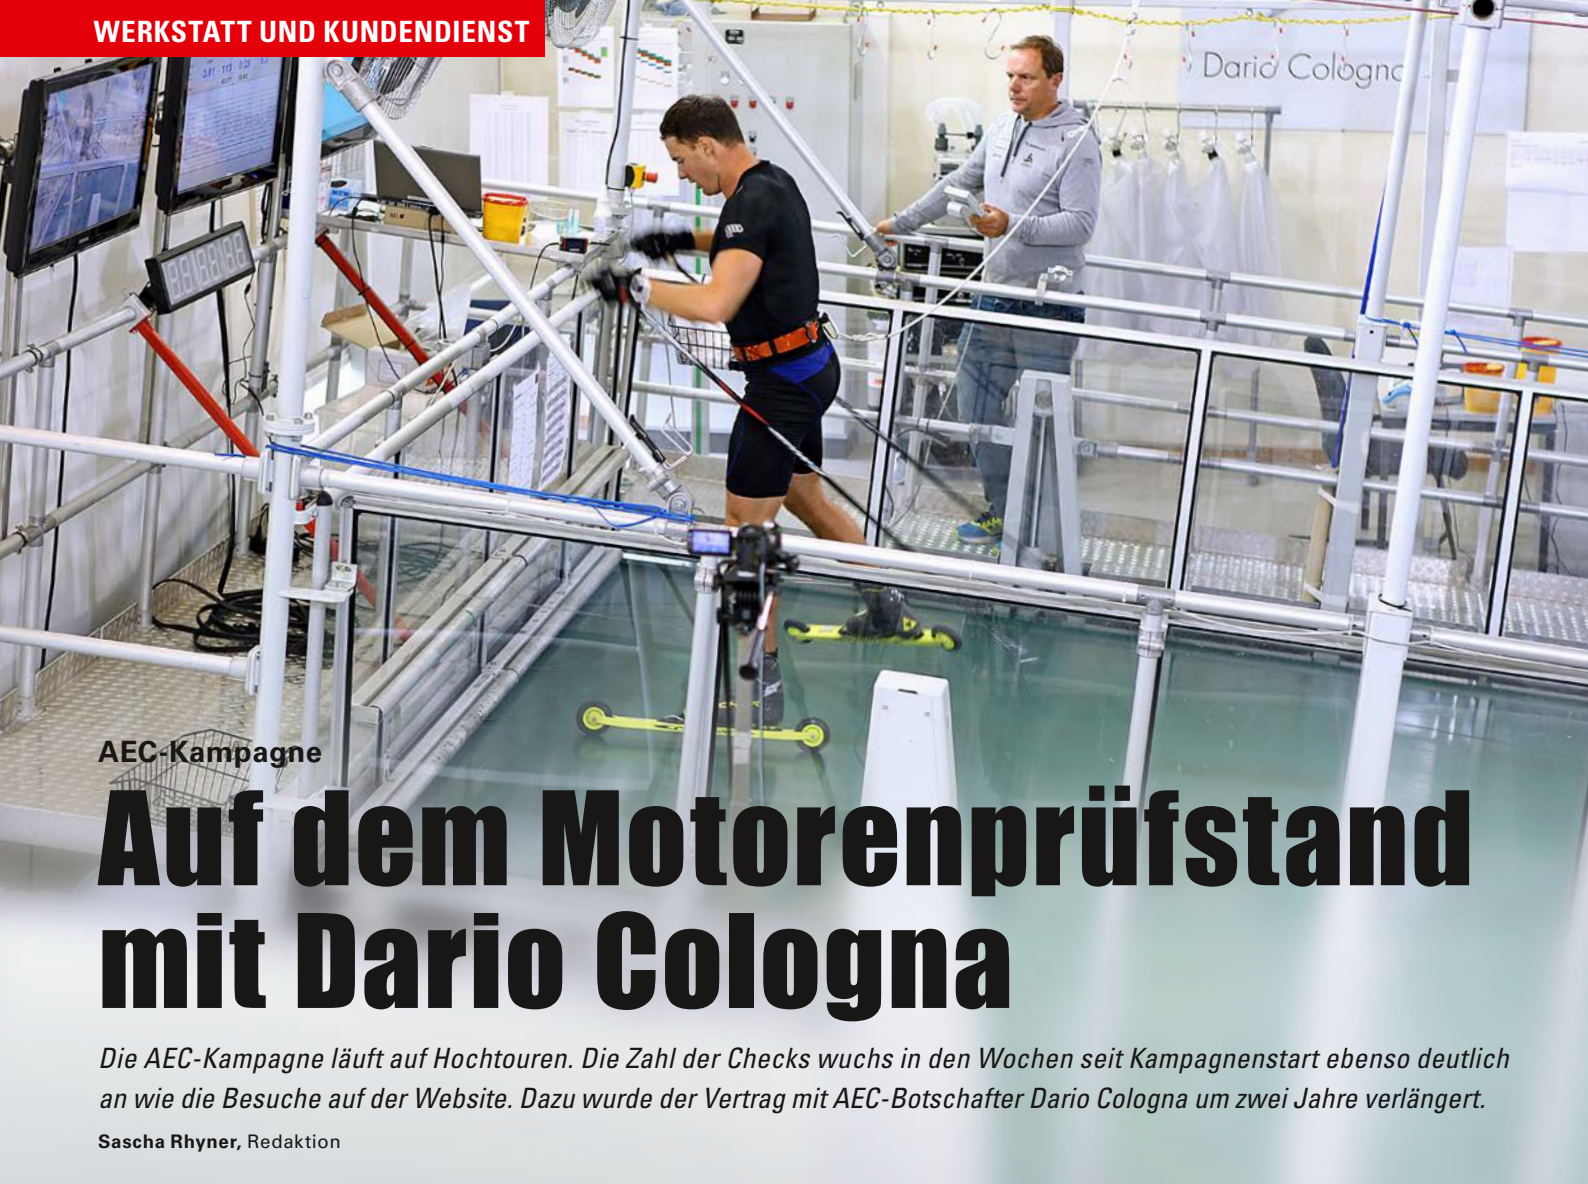 WERKSTATT UND KUNDENDIENST
Dario Cologna
AEC-Kampagne
Auf dem Motorenprüfstand
mit Dario Cologna
Die AEC-Kampagne läuft auf Hochtouren. Die Zahl der Checks wuchs in den Wochen seit Kampagnenstart ebenso deutlich
an wie die Besuche auf der Website. Dazu wurde der Vertrag mit AEC-Botschafter Dario Cologna um zwei Jahre verlängert.
Sascha Rhyner, Redaktion